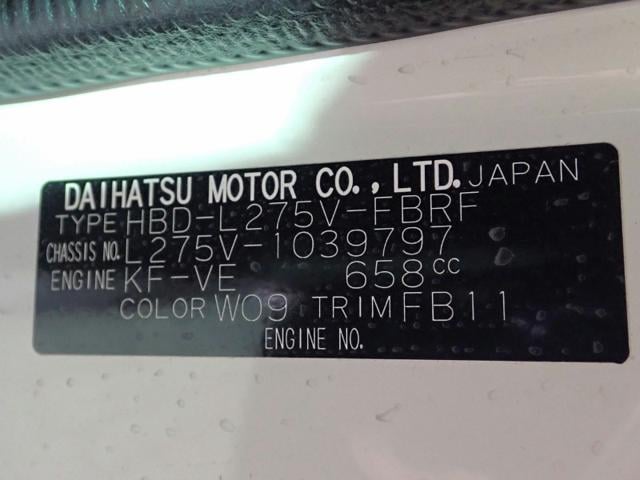 DAIHATSU MOTOR CO., LTD. JAPAN
TYPE HBD-L275V-FBRF
CHASSIS NO. L275V-1039797
ENGINE KF-VE 658cc
COLOR W09 TRIM FB11
ENGINE NO.